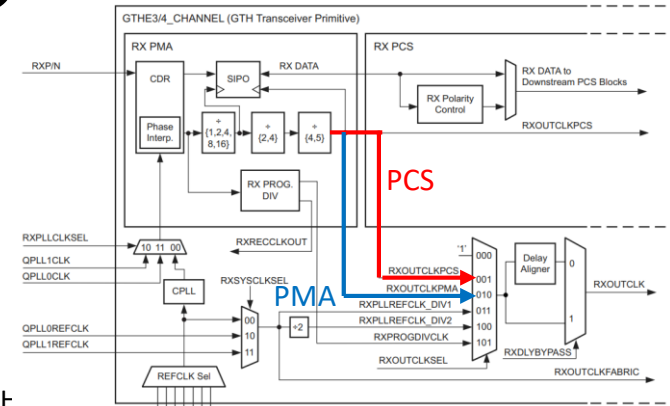 GTHE3/4_CHANNEL (GTH Transceiver Primitive)
RX PMA
RX PCS
RXP/N
CDR
SIPO
RX DATA
RX DATA to
Downstream PCS Blocks
RX Polarity
Control
Phase
Interp.
÷
{1,2,4,
8,16}
÷
{2,4}
÷
{4,5}
RXOUTCLKPCS
PCS
RX PROG.
DIV
RXPLLCLKSEL
10 11 00
RXRECCLKOUT
'1'
000
Delay
Aligner
0
QPLL1CLK
QPLL0CLK
RXSYSCLKSEL
RXOUTCLKPCS
001
RXOUTCLK
CPLL
PMA
RXOUTCLKPMA
010
RXPLLREFCLK_DIV1
011
QPLL0REFCLK
00
÷2
RXPLLREFCLK_DIV2
100
1
10
RXPROGDIVCLK
101
QPLL1REFCLK
11
RXOUTCLKSEL
RXDLYBYPASS
REFCLK Sel
RXOUTCLKFABRIC